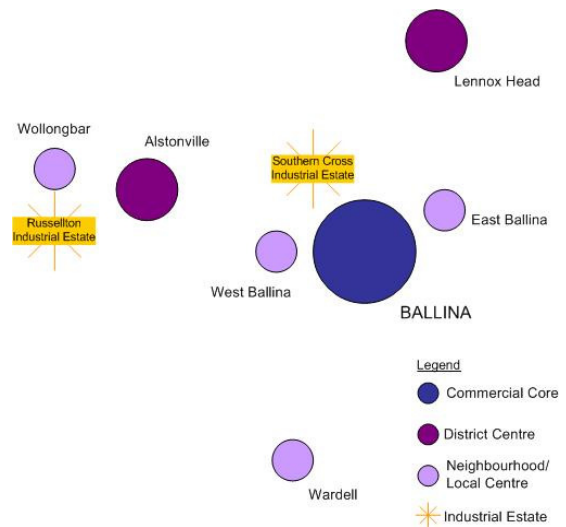 Lennox Head
Wollongbar
Alstonville
Southern Cross
Industrial Estate
Russellton
Industrial Estate
East Ballina
West Ballina
BALLINA
Legend
Commercial Core
District Centre
Neighbourhood/
Local Centre
Wardell
Industrial Estate